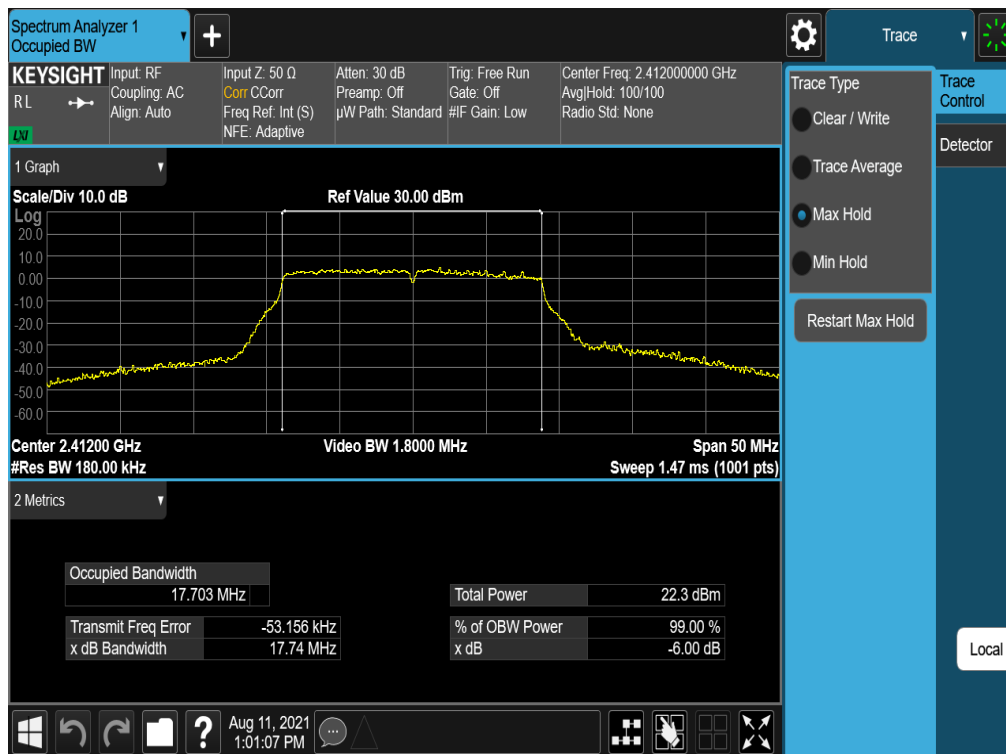 Spectrum Analyzer 1
Occupied BW
+
Trace
KEYSIGHT
RL
LXI
Input: RF
Coupling: AC
Align: Auto
Input Z: 50 Ω
Corr CCorr
Freq Ref: Int (S)
NFE: Adaptive
Atten: 30 dB
Preamp: Off
µW Path: Standard
Trig: Free Run
Gate: Off
#IF Gain: Low
Center Freq: 2.412000000 GHz
Avg|Hold: 100/100
Radio Std: None
1 Graph
Scale/Div 10.0 dB
Ref Value 30.00 dBm
Log
20.0
10.0
0.00
-10.0
-20.0
-30.0
-40.0
-50.0
-60.0
Center 2.41200 GHz
Video BW 1.8000 MHz
Span 50 MHz
#Res BW 180.00 kHz
Sweep 1.47 ms (1001 pts)
2 Metrics
Occupied Bandwidth
17.703 MHz
Total Power 22.3 dBm
Transmit Freq Error -53.156 kHz
% of OBW Power 99.00 %
x dB Bandwidth 17.74 MHz
x dB -6.00 dB
Trace Type
Clear / Write
Trace Average
Max Hold
Min Hold
Restart Max Hold
Trace
Control
Detector
Local
?
Aug 11, 2021
1:01:07 PM